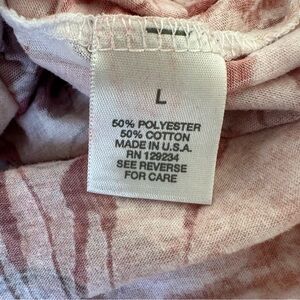 L
50% POLYESTER
50% COTTON
MADE IN U.S.A.
RN 129234
SEE REVERSE
FOR CARE